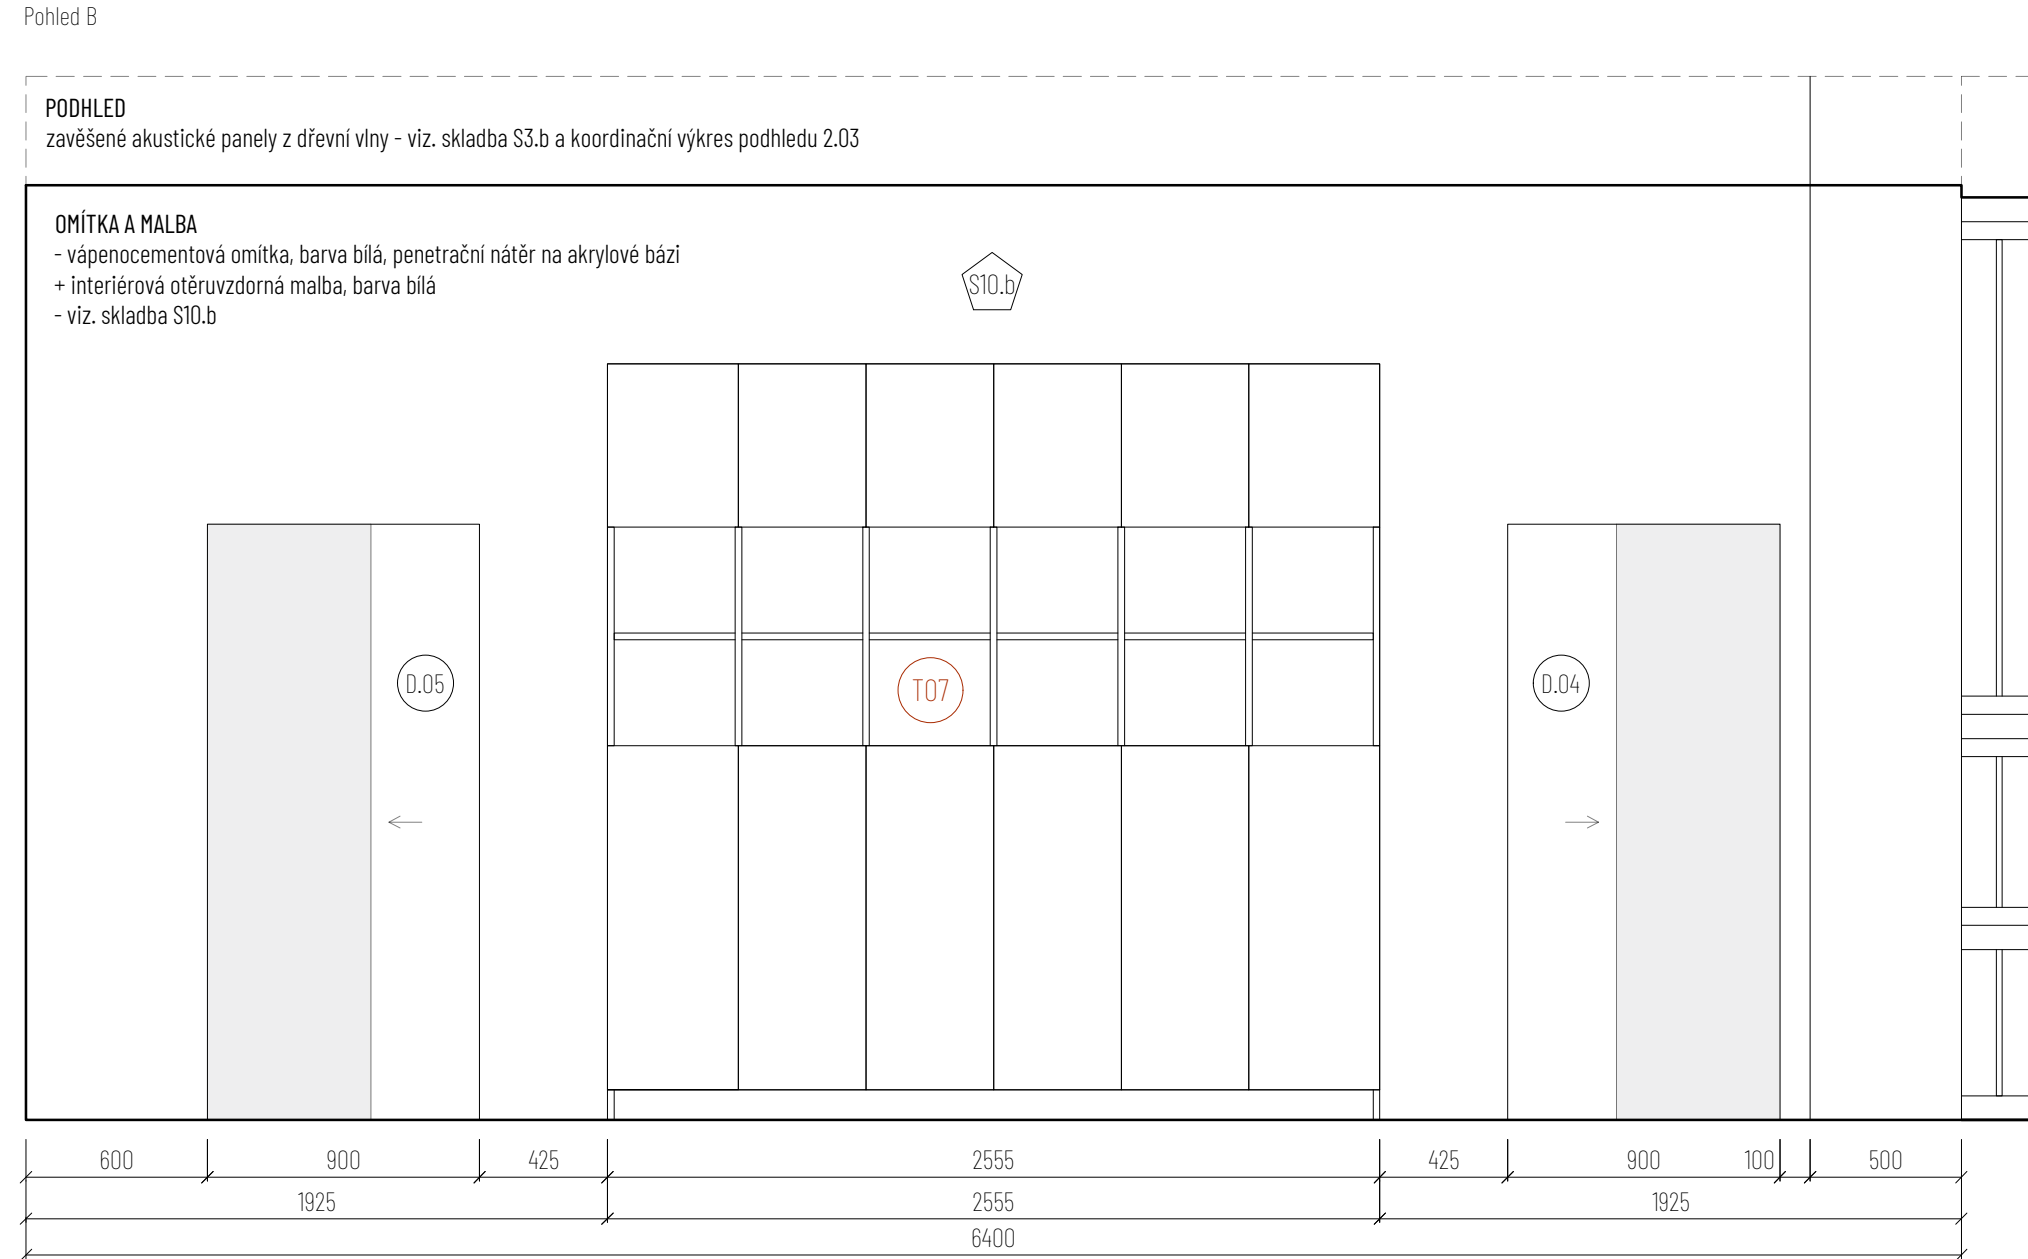 Pohled B
PODHLED
zavěšené akustické panely z dřevní vlny - viz. skladba S3.b a koordinační výkres podhledu 2.03
OMÍTKA A MALBA
- vápenocementová omítka, barva bílá, penetrační nátěr na akrylové bázi
+ interiérová otěruvzdorná malba, barva bílá
- viz. skladba S10.b
S10.b
D.05
T07
D.04
600 900 425 2555 425 900 100 500
1925 2555 1925
6400